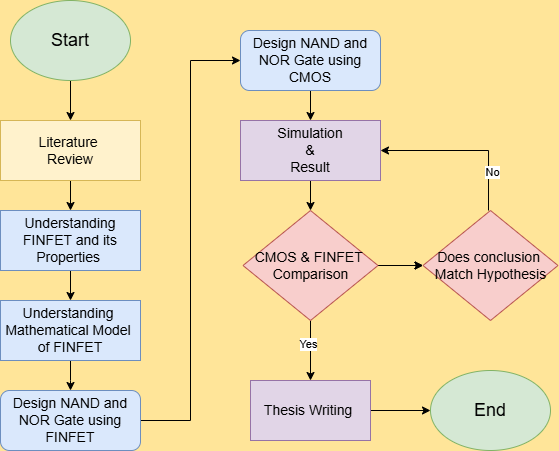 Start
Literature
Review
Understanding
FINFET and its
Properties
Understanding
Mathematical Model
of FINFET
Design NAND and
NOR Gate using
FINFET
Design NAND and
NOR Gate using
CMOS
Simulation
&
Result
CMOS & FINFET
Comparison
Does conclusion
Match Hypothesis
No
Yes
Thesis Writing
End